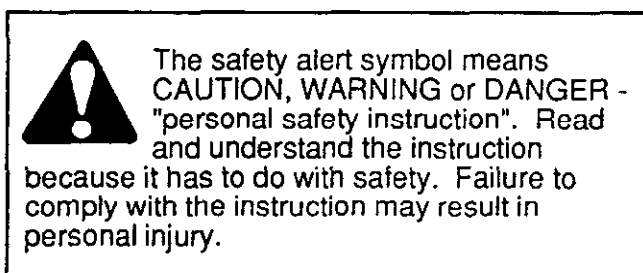 The safety alert symbol means
CAUTION, WARNING or DANGER -
"personal safety instruction". Read
and understand the instruction
because it has to do with safety. Failure to
comply with the instruction may result in
personal injury.